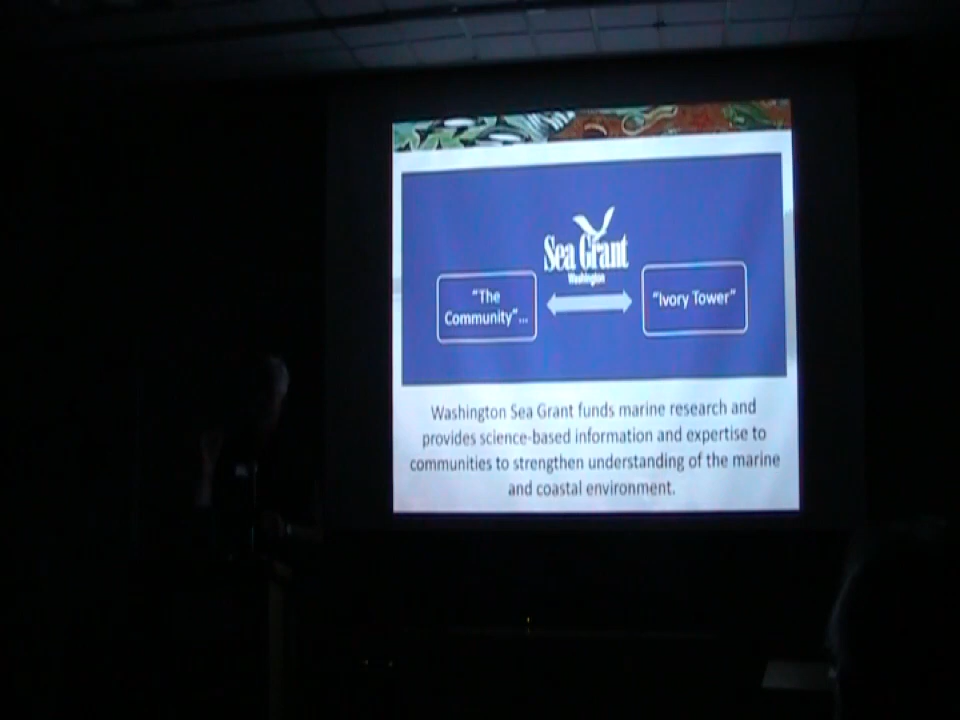 Sea Grant
Washington
"The
Community"...
"Ivory Tower"
Washington Sea Grant funds marine research and
provides science-based information and expertise to
communities to strengthen understanding of the marine
and coastal environment.